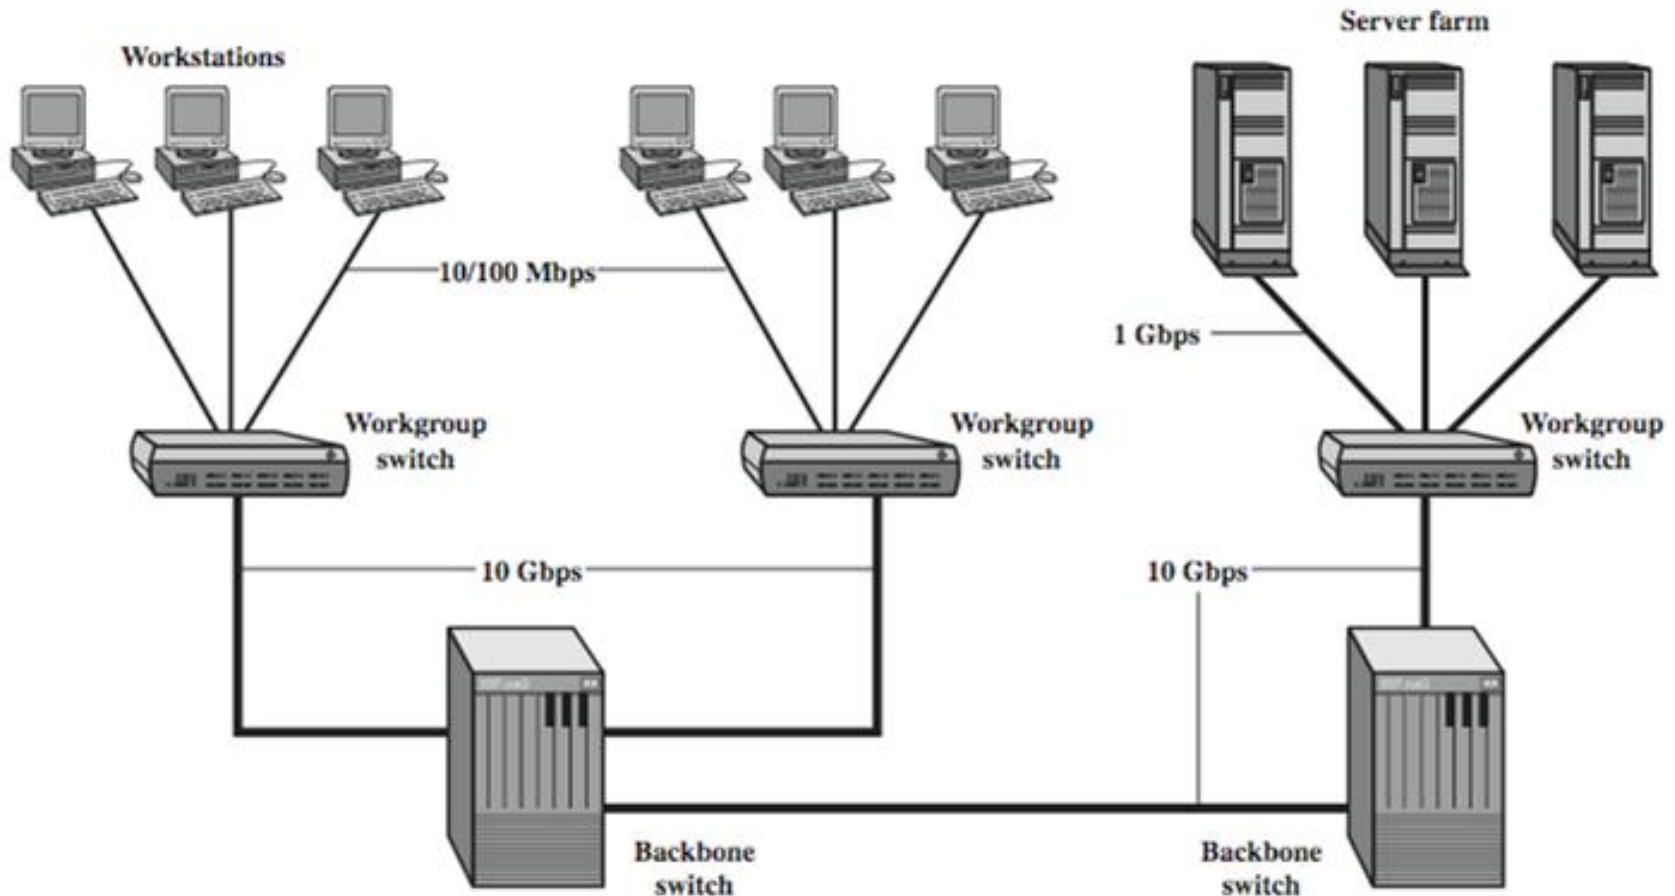 Server farm
Workstations
10/100 Mbps
1 Gbps
Workgroup
switch
Workgroup
switch
Workgroup
switch
10 Gbps
10 Gbps
Backbone
switch
Backbone
switch